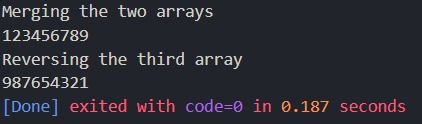 Merging the two arrays
123456789
Reversing the third array
987654321
[Done] exited with code=0 in 0.187 seconds